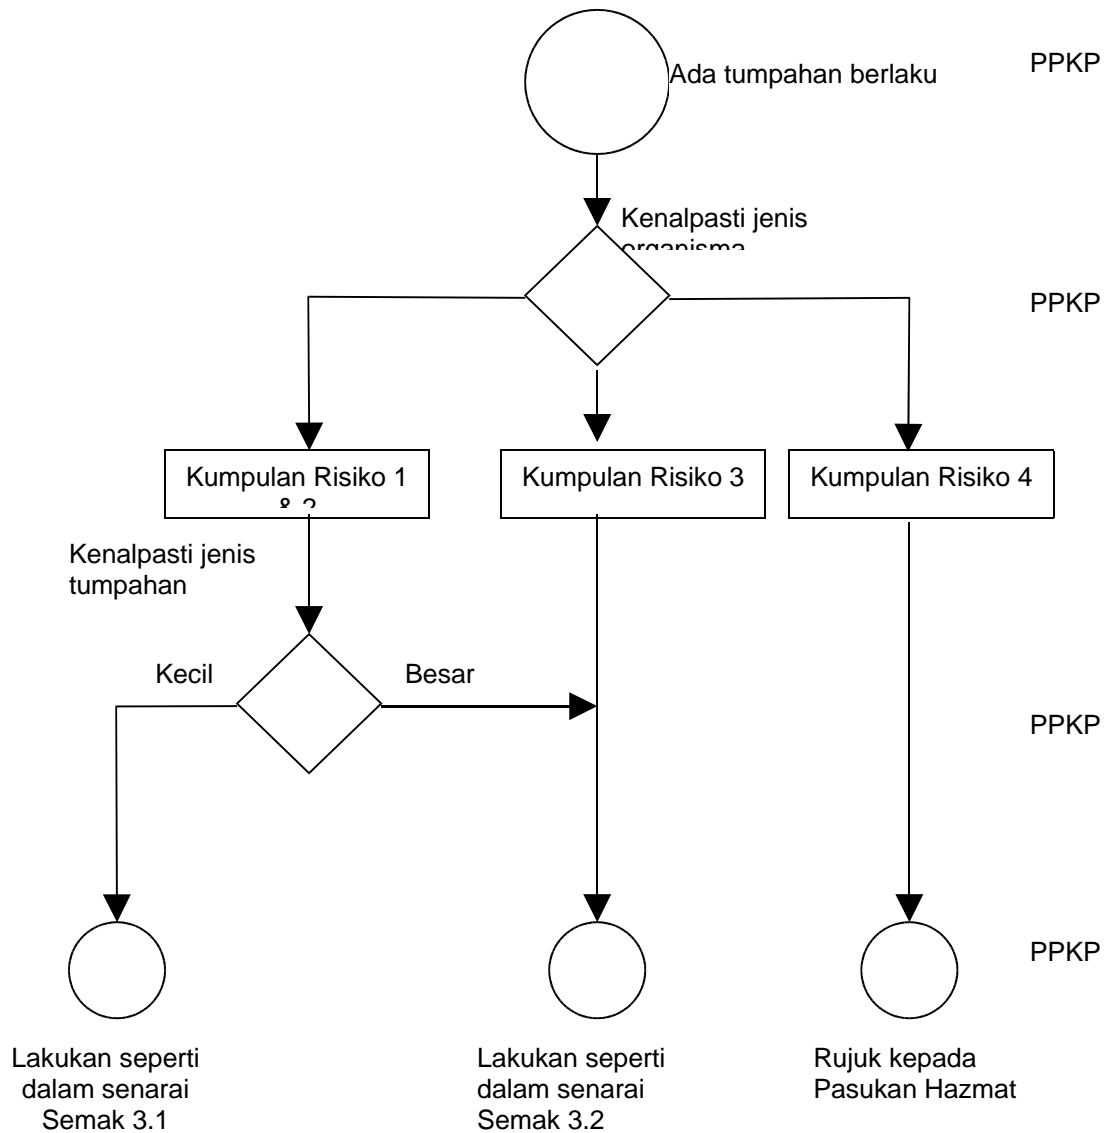 Ada tumpahan berlaku
PPKP
Kenalpasti jenis
organisma
PPKP
Kumpulan Risiko 1
& 2
Kumpulan Risiko 3
Kumpulan Risiko 4
Kenalpasti jenis
tumpahan
Kecil
Besar
PPKP
PPKP
Lakukan seperti
dalam senarai
Semak 3.1
Lakukan seperti
dalam senarai
Semak 3.2
Rujuk kepada
Pasukan Hazmat